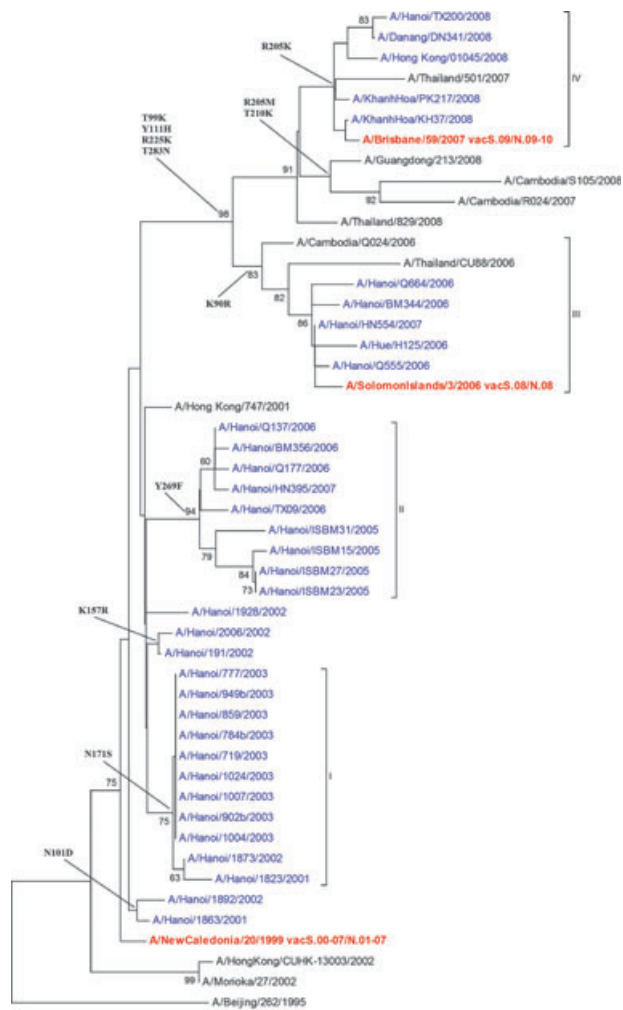 A/Hanoi/TX200/2008
83
A/Danang/DN341/2008
R205K
A/Hong Kong/01045/2008
IV
A/Thailand/501/2007
A/KhanhHoa/PK217/2008
R205M
T210K
A/KhanhHoa/KH37/2008
T99K
Y111H
R225K
T283N
A/Brisbane/59/2007 vacS.09/N.09-10
A/Guangdong/213/2008
91
A/Cambodia/S105/2008
92
A/Cambodia/R024/2007
98
A/Thailand/829/2008
A/Cambodia/Q024/2006
A/Thailand/CU88/2006
83
K90R
82
A/Hanoi/Q664/2006
A/Hanoi/BM344/2006
III
86
A/Hanoi/HN554/2007
A/Hue/H125/2006
A/Hanoi/Q555/2006
A/SolomonIslands/3/2006 vacS.08/N.08
A/Hong Kong/747/2001
A/Hanoi/Q137/2006
A/Hanoi/BM356/2006
60
A/Hanoi/Q177/2006
Y269F
A/Hanoi/HN395/2007
94
A/Hanoi/TX09/2006
II
A/Hanoi/ISBM31/2005
79
A/Hanoi/ISBM15/2005
84
A/Hanoi/ISBM27/2005
73
A/Hanoi/ISBM23/2005
K157R
A/Hanoi/1928/2002
A/Hanoi/2006/2002
A/Hanoi/191/2002
A/Hanoi/777/2003
A/Hanoi/949b/2003
A/Hanoi/859/2003
A/Hanoi/784b/2003
N171S
A/Hanoi/719/2003
75
A/Hanoi/1024/2003
I
A/Hanoi/1007/2003
75
A/Hanoi/902b/2003
A/Hanoi/1004/2003
N101D
A/Hanoi/1873/2002
63
A/Hanoi/1823/2001
A/Hanoi/1892/2002
A/Hanoi/1863/2001
A/NewCaledonia/20/1999 vacS.00-07/N.01-07
A/HongKong/CUHK-13003/2002
99
A/Morioka/27/2002
A/Beijing/262/1995